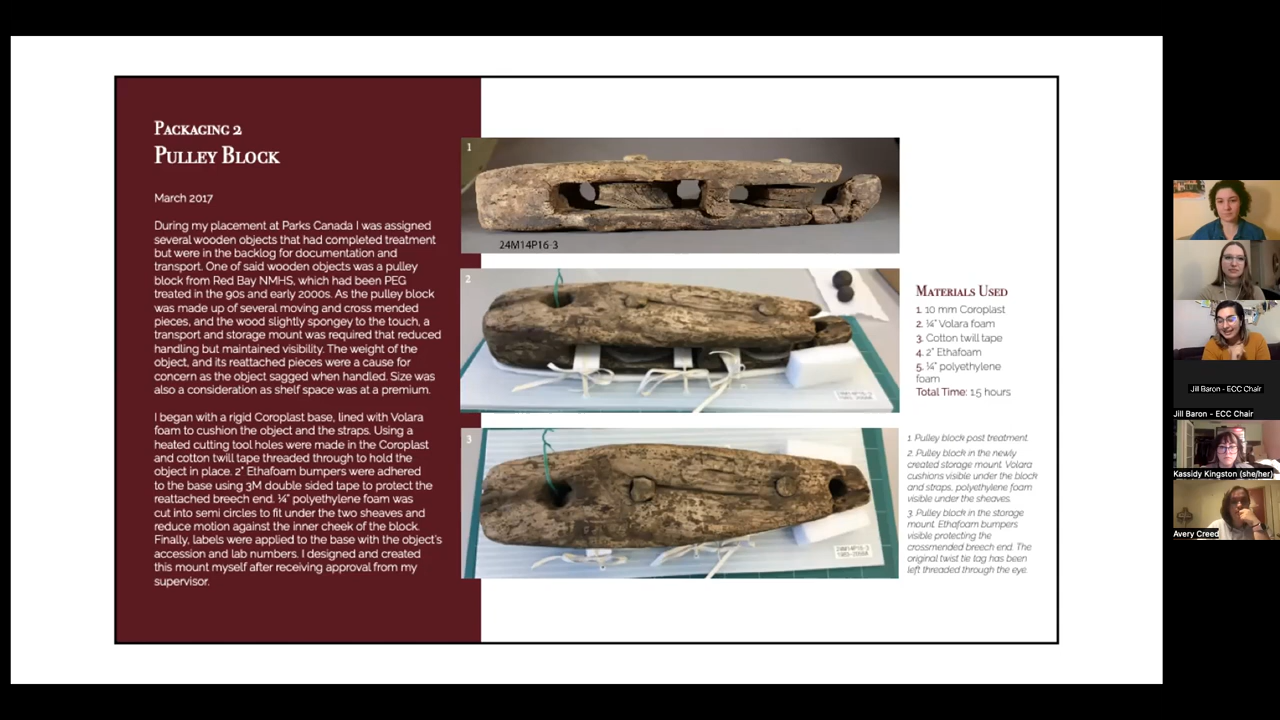 Packaging 2
Pulley Block
March 2017
During my placement at Parks Canada I was assigned
several wooden objects that had completed treatment
but were in the backlog for documentation and
transport. One of said wooden objects was a pulley
block from Red Bay NMHS, which had been PEG
treated in the 90s and early 2000s. As the pulley block
was made up of several moving and cross mended
pieces, and the wood slightly spongey to the touch, a
transport and storage mount was required that reduced
handling but maintained visibility. The weight of the
object, and its reattached pieces were a cause for
concern as the object sagged when handled. Size was
also a consideration as shelf space was at a premium.
I began with a rigid Coroplast base, lined with Volara
foam to cushion the object and the straps. Using a
heated cutting tool holes were made in the Coroplast
and cotton twill tape threaded through to hold the
object in place. 2" Ethafoam bumpers were adhered
to the base using 3M double sided tape to protect the
reattached breech end. ¼" polyethylene foam was
cut into semi circles to fit under the two sheaves and
reduce motion against the inner cheek of the block.
Finally, labels were applied to the base with the object's
accession and lab numbers. I designed and created
this mount myself after receiving approval from my
supervisor.
1
24M14P16-3
2
3
24M14P16-3
Materials Used
1. 10 mm Coroplast
2. ¼" Volara foam
3. Cotton twill tape
4. 2" Ethafoam
5. ¼" polyethylene
foam
Total Time: 15 hours
1 Pulley block post treatment
2. Pulley block in the newly
created storage mount. Volara
cushions visible under the block
and straps, polyethylene foam
visible under the sheaves.
3. Pulley block in the storage
mount. Ethafoam bumpers
visible protecting the
crossmended breech end. The
original twist tie tag has been
left threaded through the eye.
Jill Baron - ECC Chair
Jill Baron - ECC Chair
Kassidy Kingston (she/her)
Avery Creed